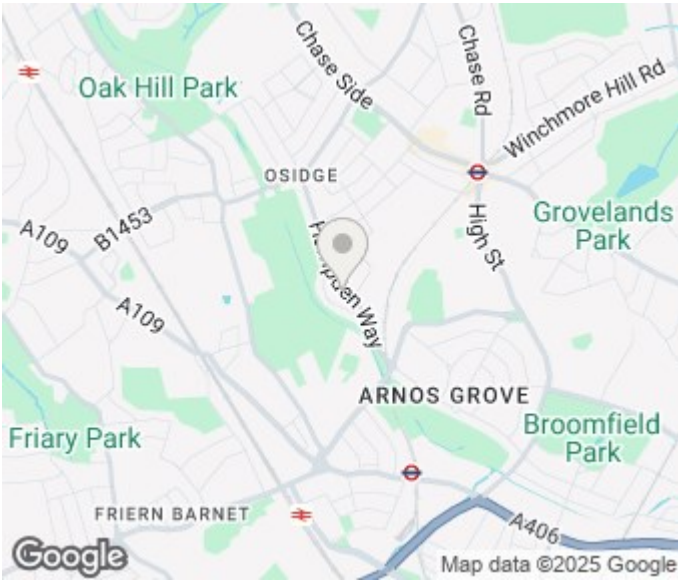 Chase Side
Chase Rd
Winchmore Hill Rd
Oak Hill Park
OSIDGE
Grovelands
Park
High St
B1453
A109
A109
Way
ARNOS GROVE
Broomfield
Park
Friary Park
FRIERN BARNET
A406
Google
Map data ©2025 Google